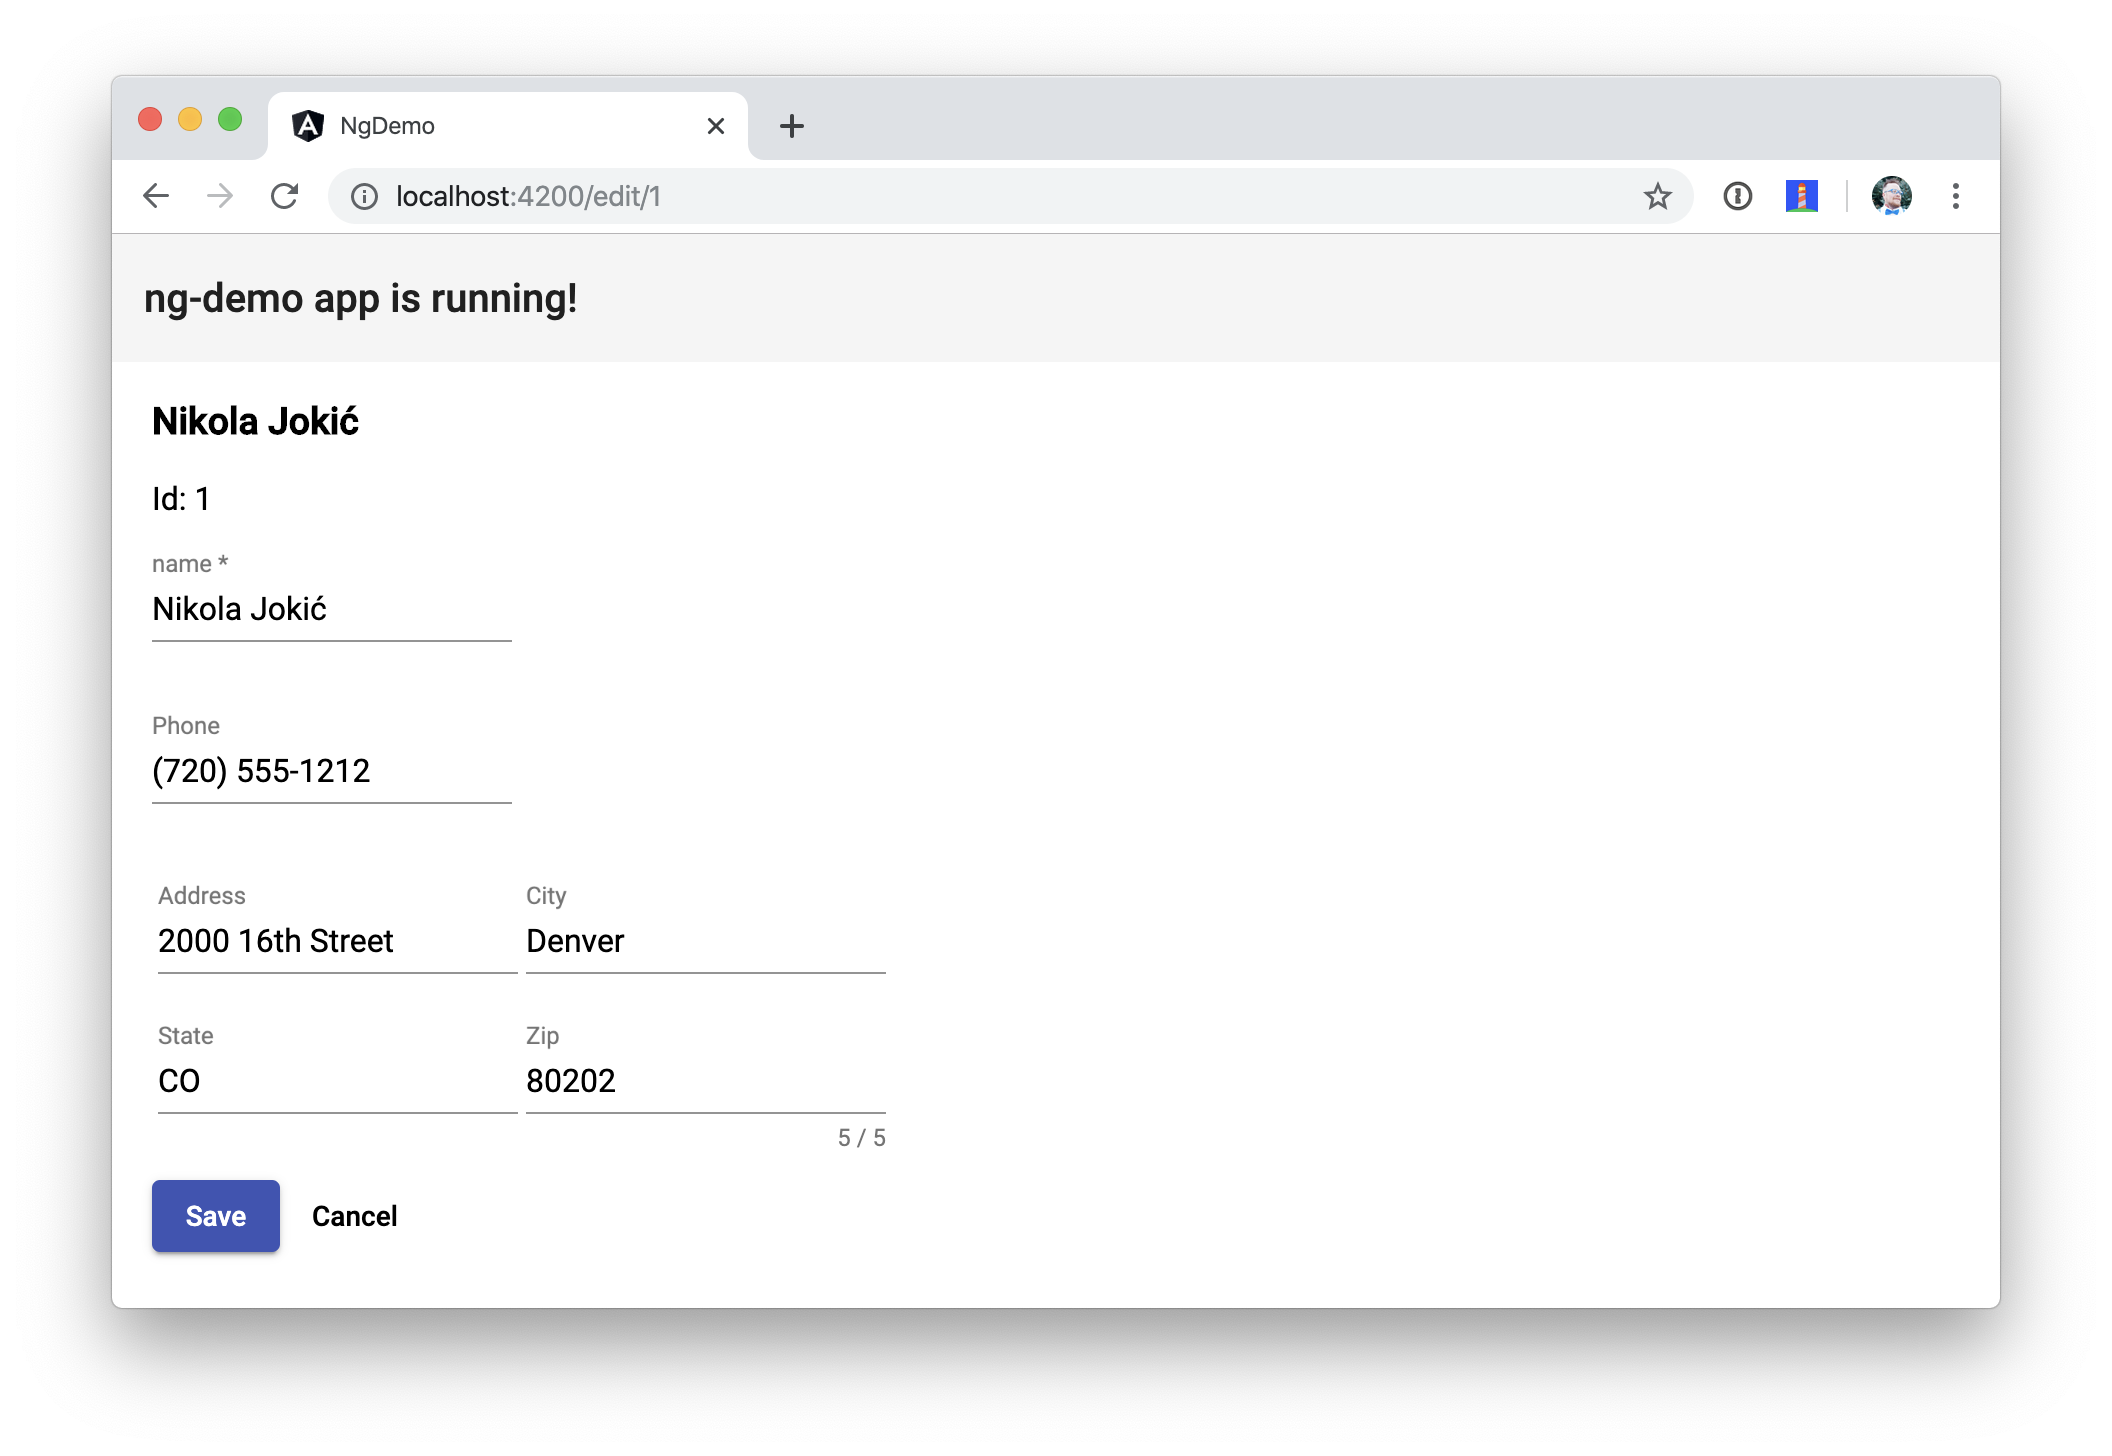 NgDemo
localhost:4200/edit/1
ng-demo app is running!
Nikola Jokić
Id: 1
name *
Nikola Jokić
Phone
(720) 555-1212
Address City
2000 16th Street Denver
State Zip
CO 80202
5 / 5
Save Cancel